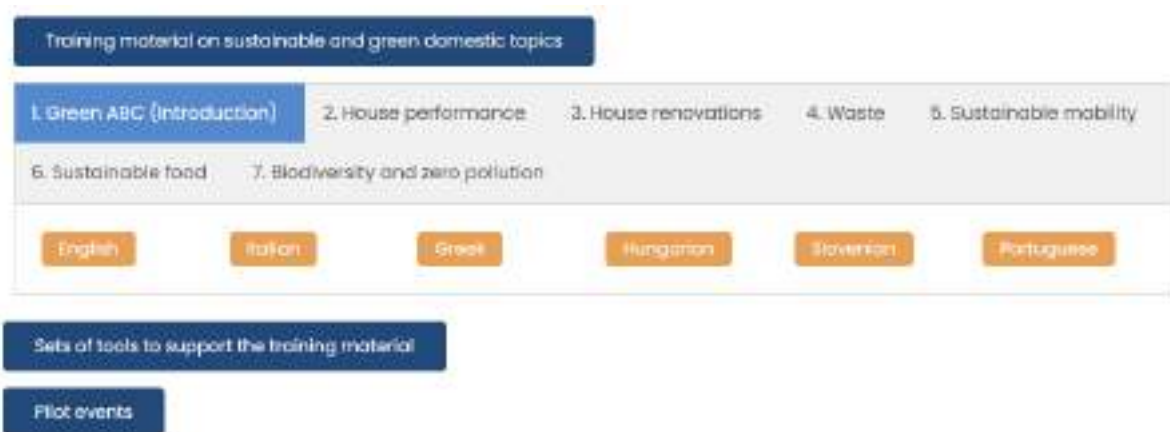 Training material on sustainable and green domestic topics
1. Green ABC (Introduction) 2. House performance 3. House renovations 4. Waste 5. Sustainable mobility
6. Sustainable food 7. Biodiversity and zero pollution
English Italian Greek Hungarian Slovenian Portuguese
Sets of tools to support the training material
Pilot events